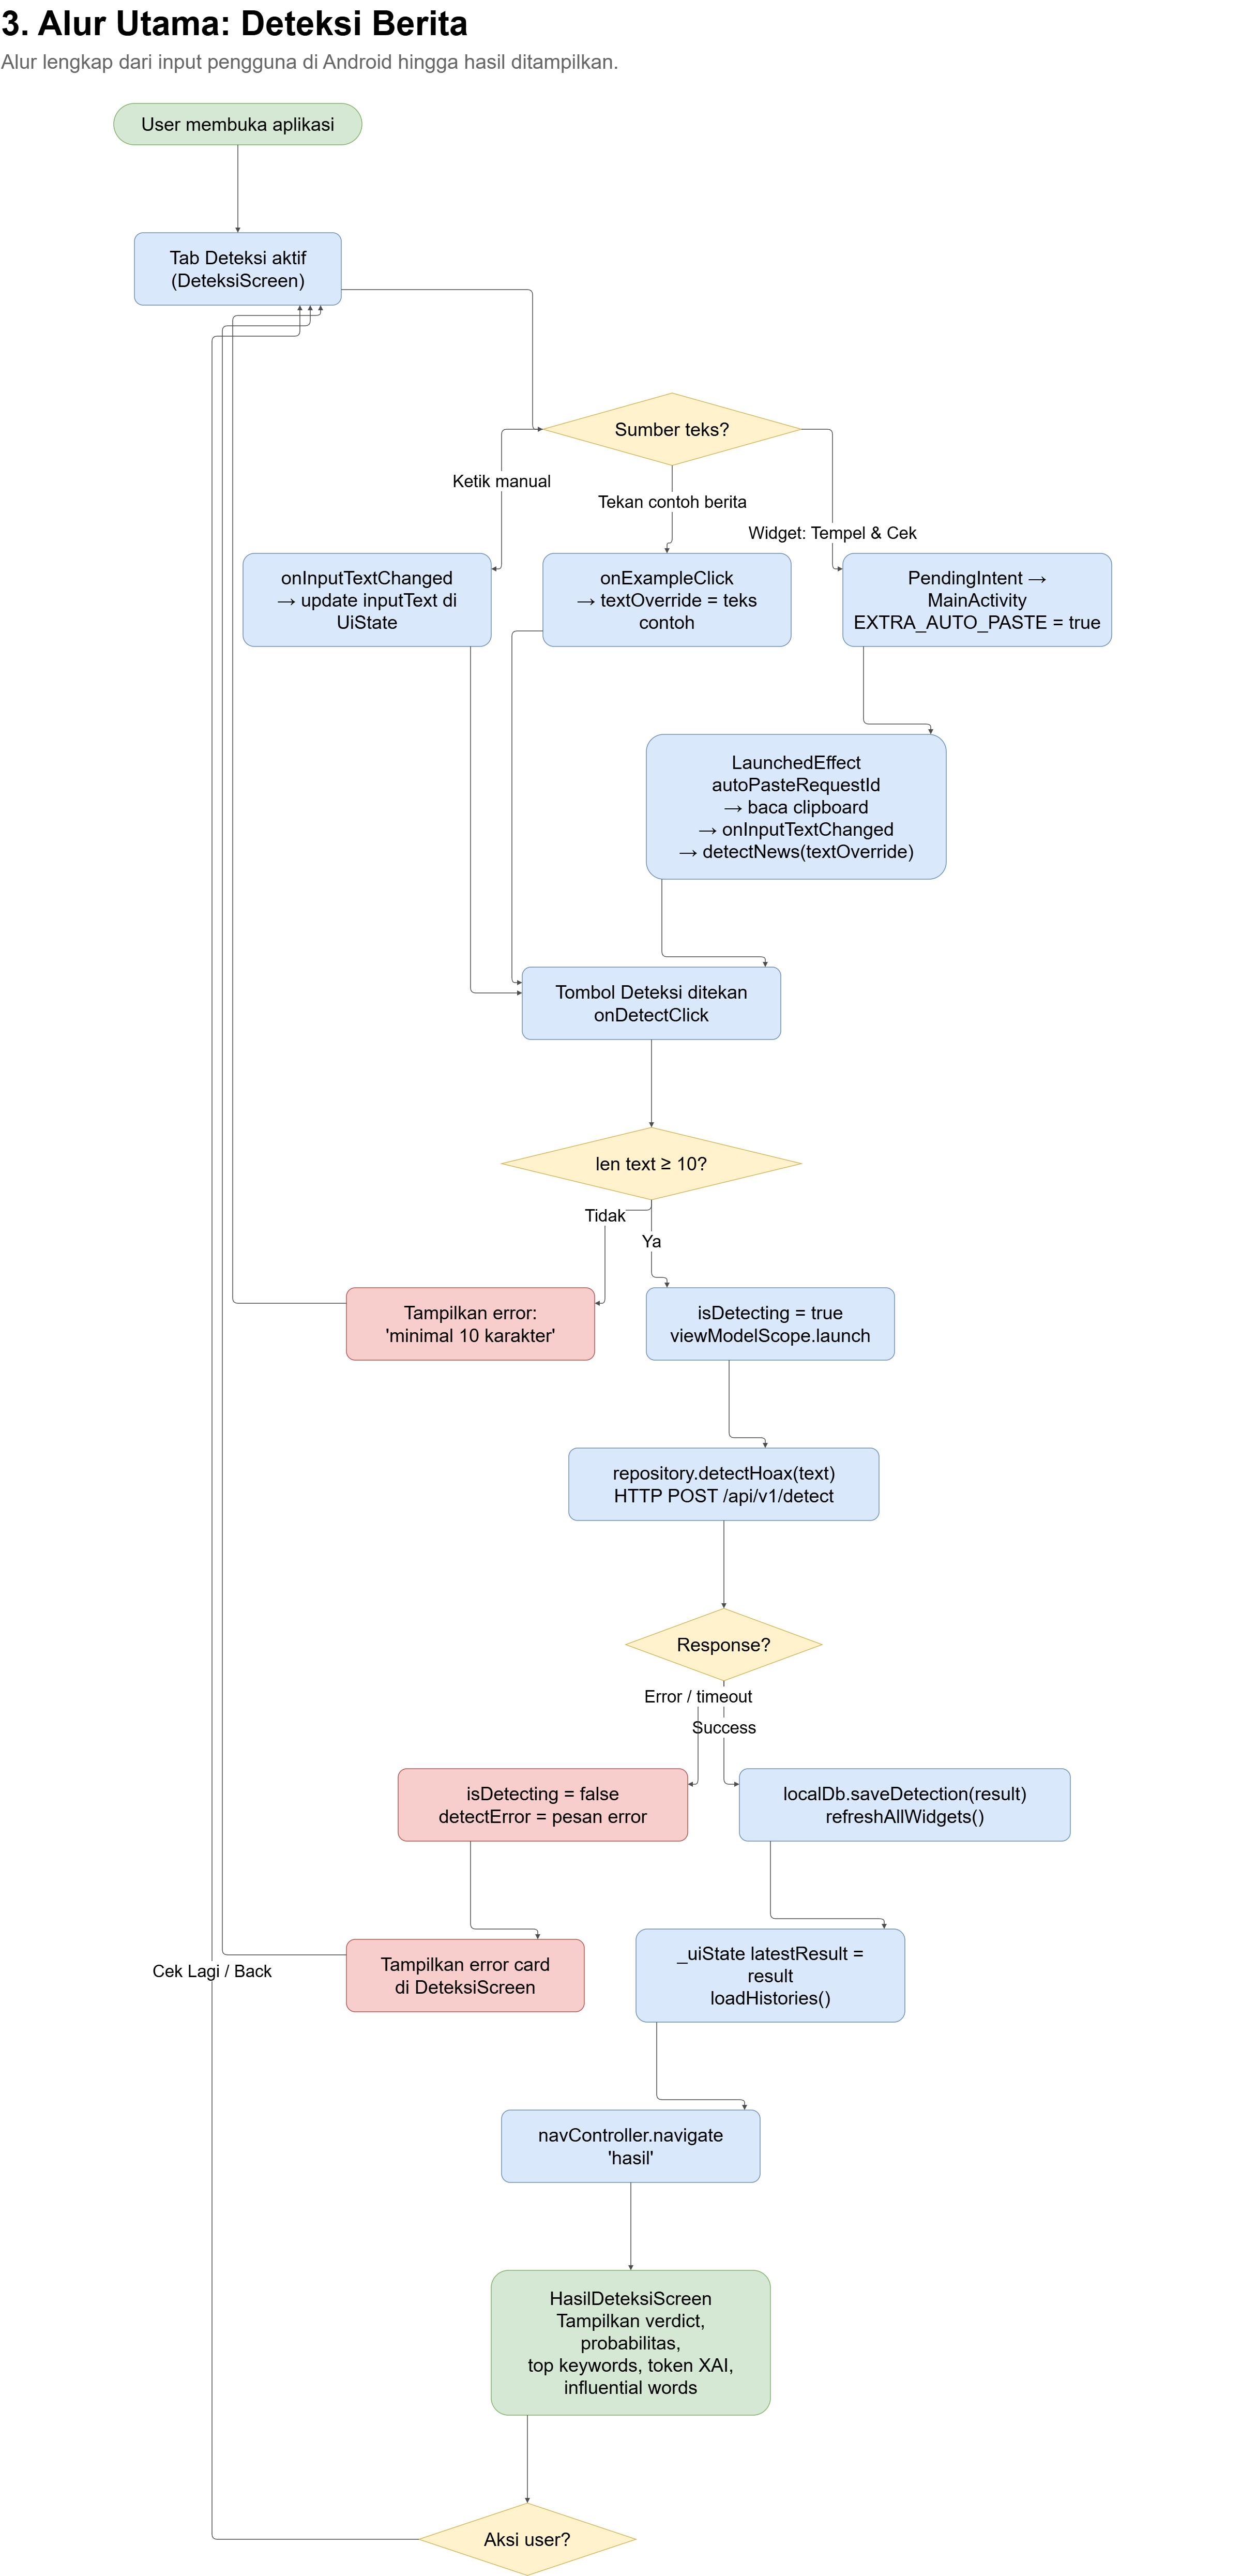 3. Alur Utama: Deteksi Berita
Alur lengkap dari input pengguna di Android hingga hasil ditampilkan.
User membuka aplikasi
Tab Deteksi aktif
(DeteksiScreen)
Sumber teks?
Ketik manual
Tekan contoh berita
Widget: Tempel & Cek
onInputTextChanged
→ update inputText di
UiState
onExampleClick
→ textOverride = teks
contoh
PendingIntent →
MainActivity
EXTRA_AUTO_PASTE = true
LaunchedEffect
autoPasteRequestId
→ baca clipboard
→ onInputTextChanged
→ detectNews(textOverride)
Tombol Deteksi ditekan
onDetectClick
len text ≥ 10?
Tidak
Ya
Tampilkan error:
'minimal 10 karakter'
isDetecting = true
viewModelScope.launch
repository.detectHoax(text)
HTTP POST /api/v1/detect
Response?
Error / timeout
Success
isDetecting = false
detectError = pesan error
localDb.saveDetection(result)
refreshAllWidgets()
Tampilkan error card
di DeteksiScreen
_uiState latestResult =
result
loadHistories()
Cek Lagi / Back
navController.navigate
'hasil'
HasilDeteksiScreen
Tampilkan verdict,
probabilitas,
top keywords, token XAI,
influential words
Aksi user?